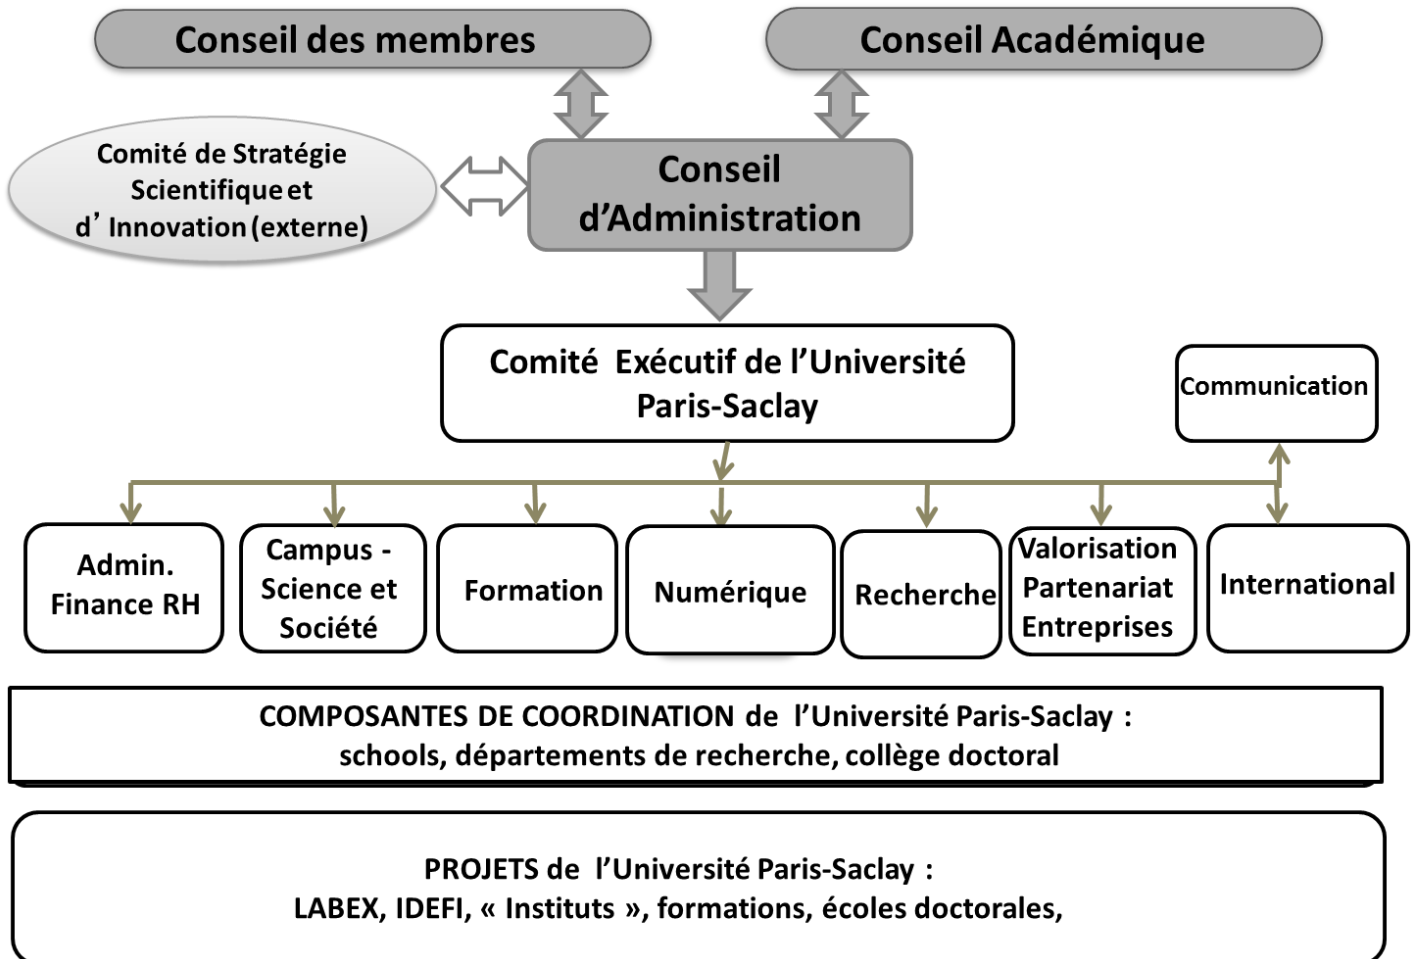 Conseil des membres
Conseil Académique
Comité de Stratégie
Scientifique et
d’ Innovation (externe)
Conseil
d’Administration
Comité Exécutif de l’Université
Paris-Saclay
Communication
Admin.
Finance RH
Campus -
Science et
Société
Formation
Numérique
Recherche
Valorisation
Partenariat
Entreprises
International
COMPOSANTES DE COORDINATION de l’Université Paris-Saclay :
schools, départements de recherche, collège doctoral
PROJETS de l’Université Paris-Saclay :
LABEX, IDEFI, « Instituts », formations, écoles doctorales,